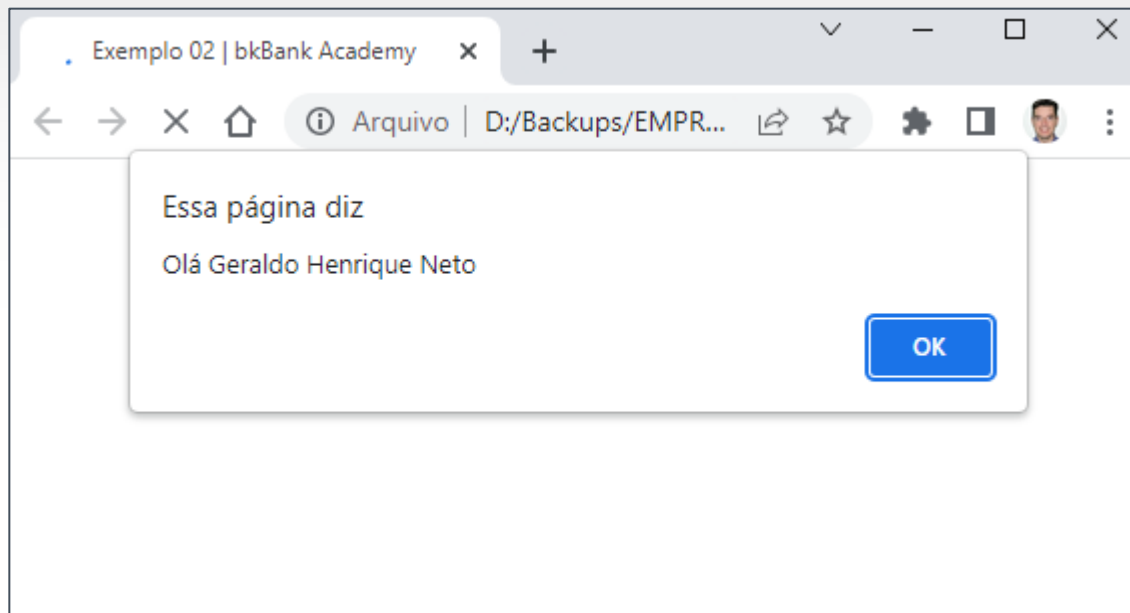 Exemplo 02 | bkBank Academy
Arquivo | D:/Backups/EMPR...
Essa página diz
Olá Geraldo Henrique Neto
OK